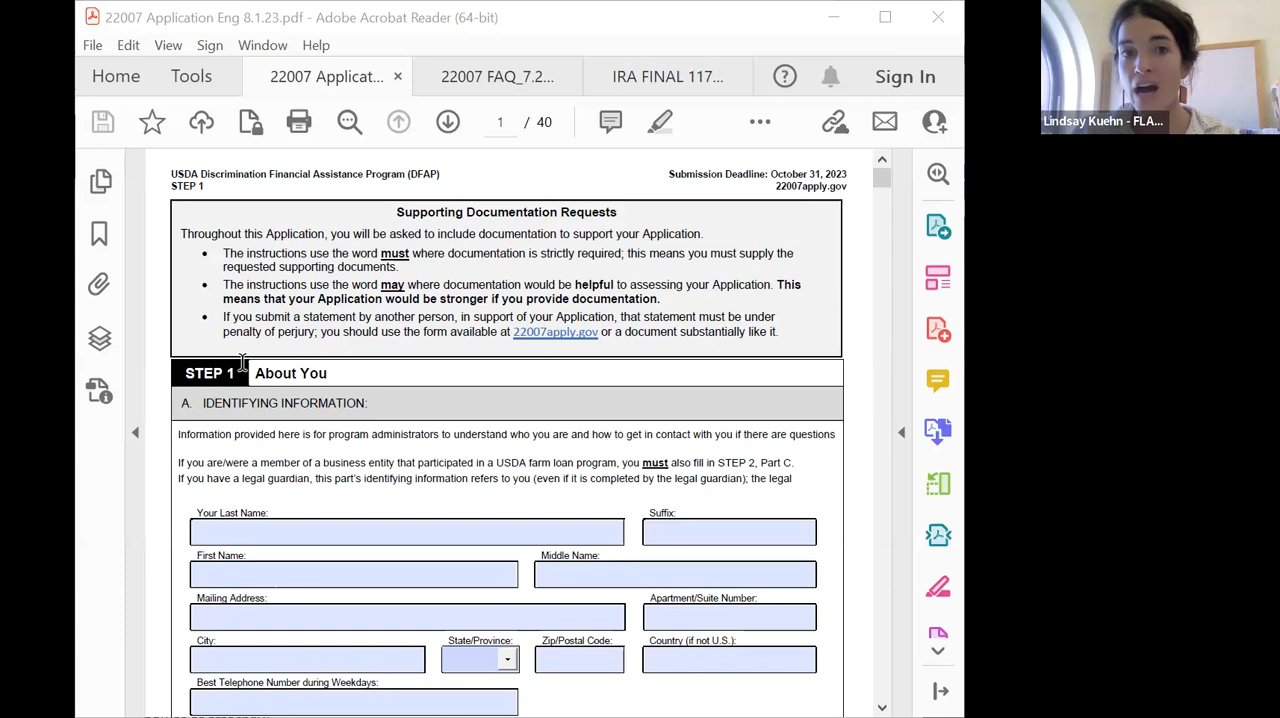 22007 Application Eng 8.1.23.pdf - Adobe Acrobat Reader (64-bit)
File Edit View Sign Window Help
Home Tools 22007 Applicat... × 22007 FAQ_7.2... IRA FINAL 117... Sign In
1 / 40
Lindsay Kuehn - FLA...
USDA Discrimination Financial Assistance Program (DFAP) Submission Deadline: October 31, 2023
STEP 1 22007apply.gov
Supporting Documentation Requests
Throughout this Application, you will be asked to include documentation to support your Application.
• The instructions use the word must where documentation is strictly required; this means you must supply the
requested supporting documents.
• The instructions use the word may where documentation would be helpful to assessing your Application. This
means that your Application would be stronger if you provide documentation.
• If you submit a statement by another person, in support of your Application, that statement must be under
penalty of perjury; you should use the form available at 22007apply.gov or a document substantially like it.
STEP 1 About You
A. IDENTIFYING INFORMATION:
Information provided here is for program administrators to understand who you are and how to get in contact with you if there are questions
If you are/were a member of a business entity that participated in a USDA farm loan program, you must also fill in STEP 2, Part C.
If you have a legal guardian, this part's identifying information refers to you (even if it is completed by the legal guardian); the legal
Your Last Name: Suffix:
First Name: Middle Name:
Mailing Address: Apartment/Suite Number:
City: State/Province: Zip/Postal Code: Country (if not U.S.):
Best Telephone Number during Weekdays: